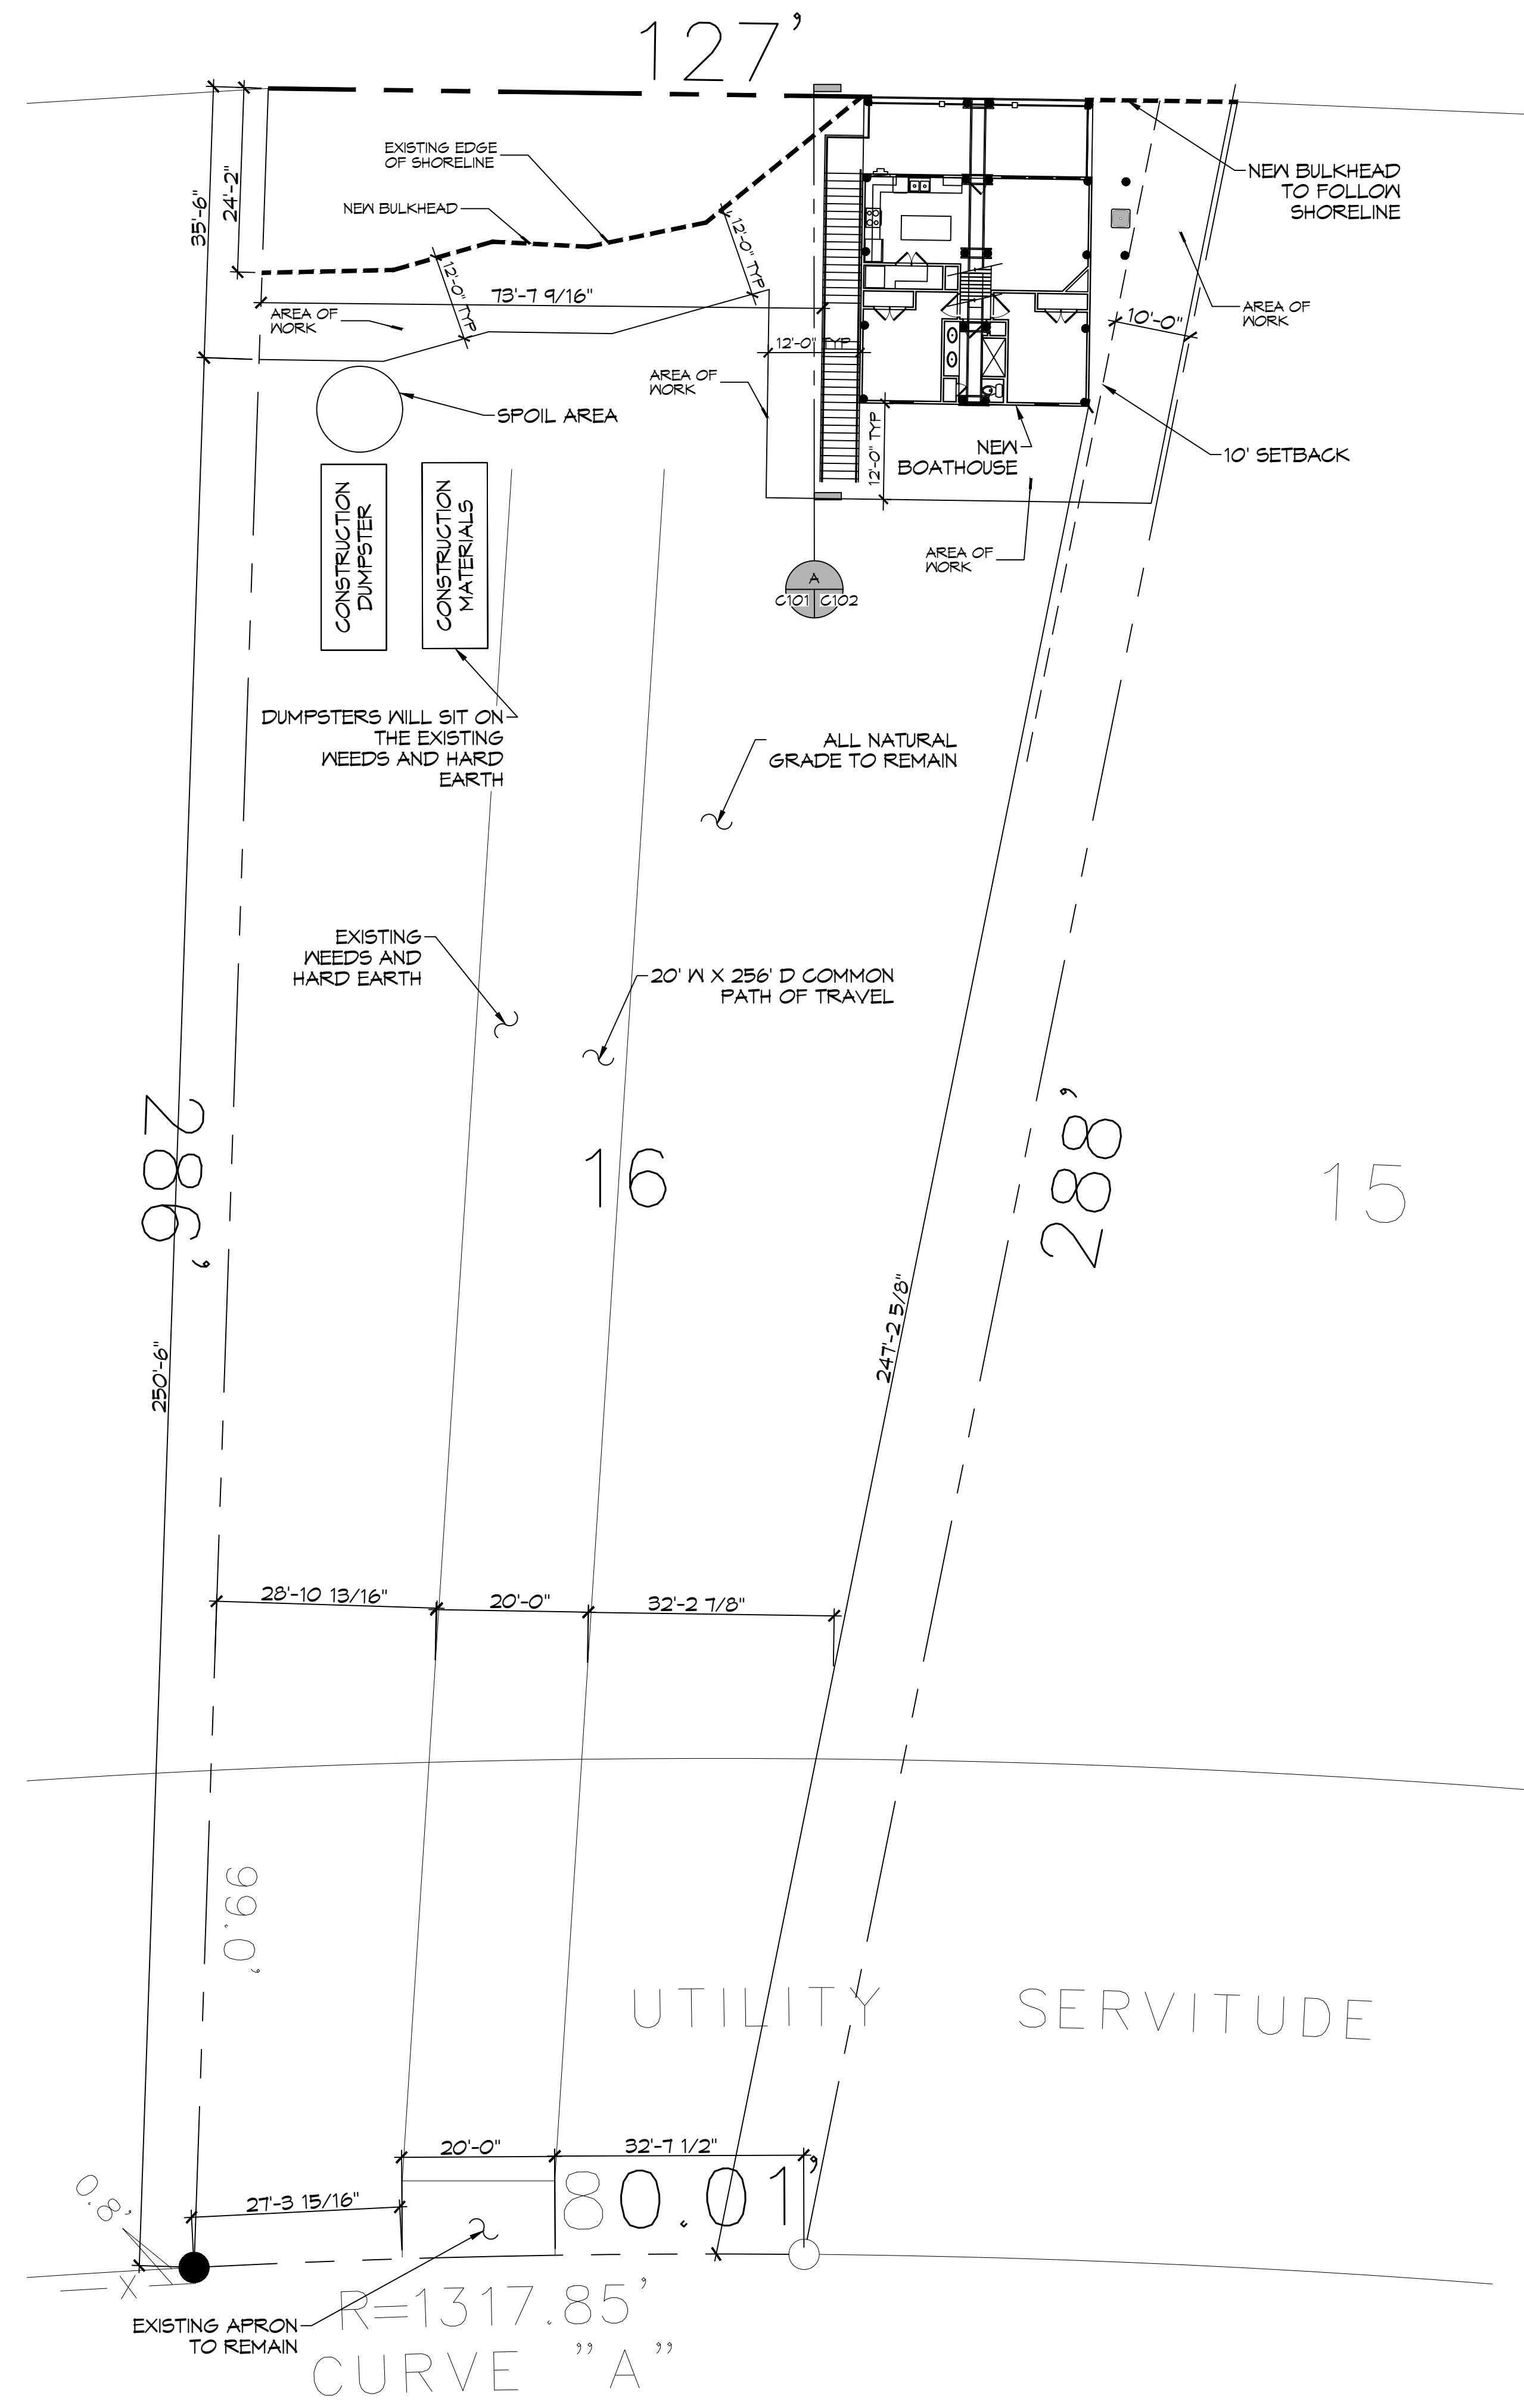 127'
EXISTING EDGE
OF SHORELINE
NEW BULKHEAD
NEW BULKHEAD
TO FOLLOW
SHORELINE
35'-6"
24'-2"
12'-0" TYP
12'-0" TYP
73'-7 9/16"
AREA OF
WORK
AREA OF
WORK
10'-0"
12'-0" TYP
AREA OF
WORK
SPOIL AREA
12'-0" TYP
NEW
BOATHOUSE
10' SETBACK
CONSTRUCTION
DUMPSTER
CONSTRUCTION
MATERIALS
AREA OF
WORK
A
C101 C102
DUMPSTERS WILL SIT ON
THE EXISTING
WEEDS AND HARD
EARTH
ALL NATURAL
GRADE TO REMAIN
EXISTING
WEEDS AND
HARD EARTH
20' W X 256' D COMMON
PATH OF TRAVEL
286'
16
288'
15
250'-6"
247'-2 5/8"
28'-10 13/16"
20'-0"
32'-2 7/8"
99.0'
UTILITY SERVITUDE
20'-0"
32'-7 1/2"
0.8'
27'-3 15/16"
80.01'
X
R=1317.85'
EXISTING APRON
TO REMAIN
CURVE "A"